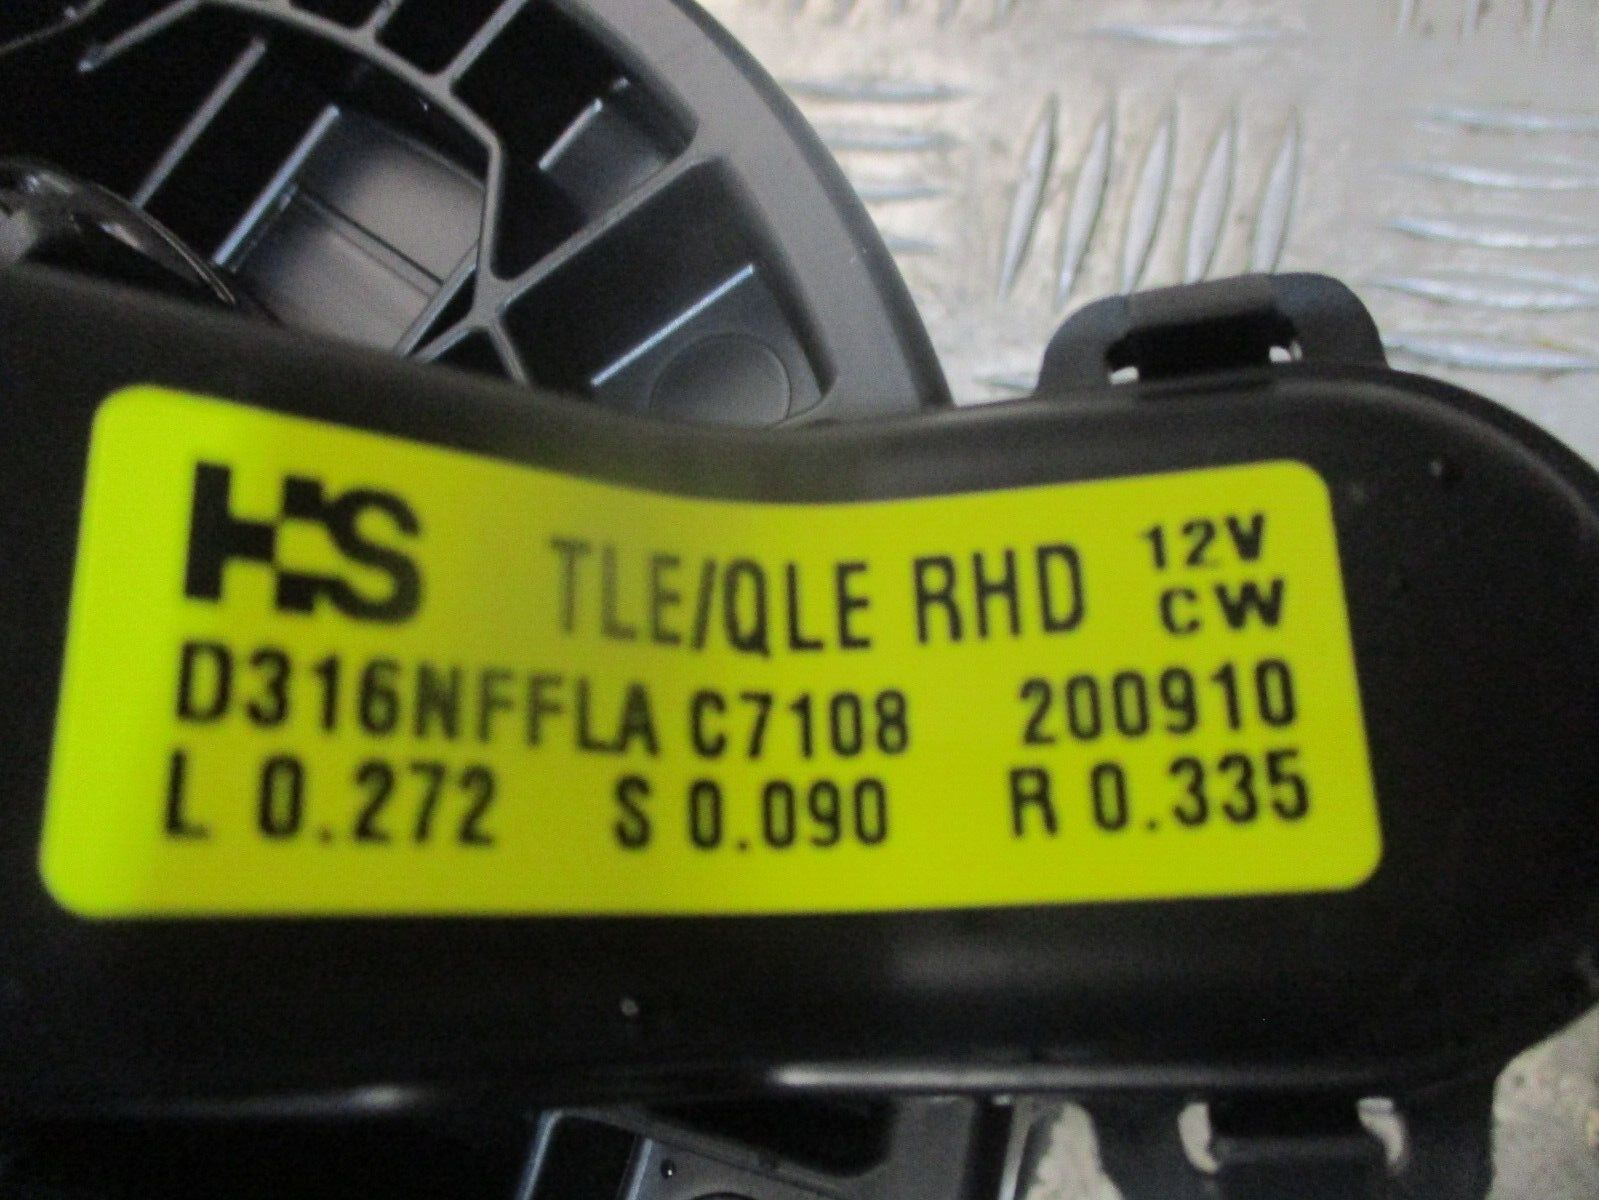 HS TLE/QLE RHD 12V
CW
D316NFFLA C7108 200910
L 0.272 S 0.090 R 0.335